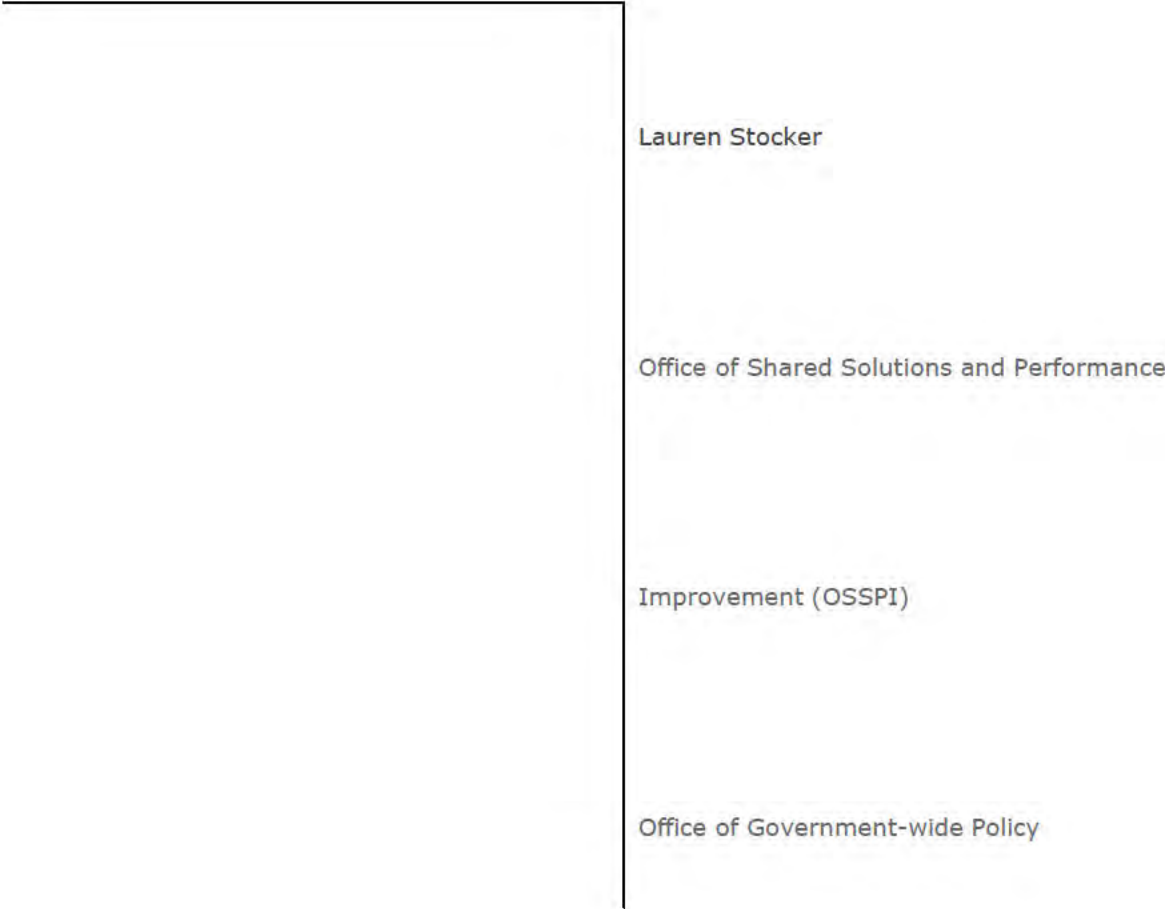 Lauren Stocker
Office of Shared Solutions and Performance
Improvement (OSSPI)
Office of Government-wide Policy